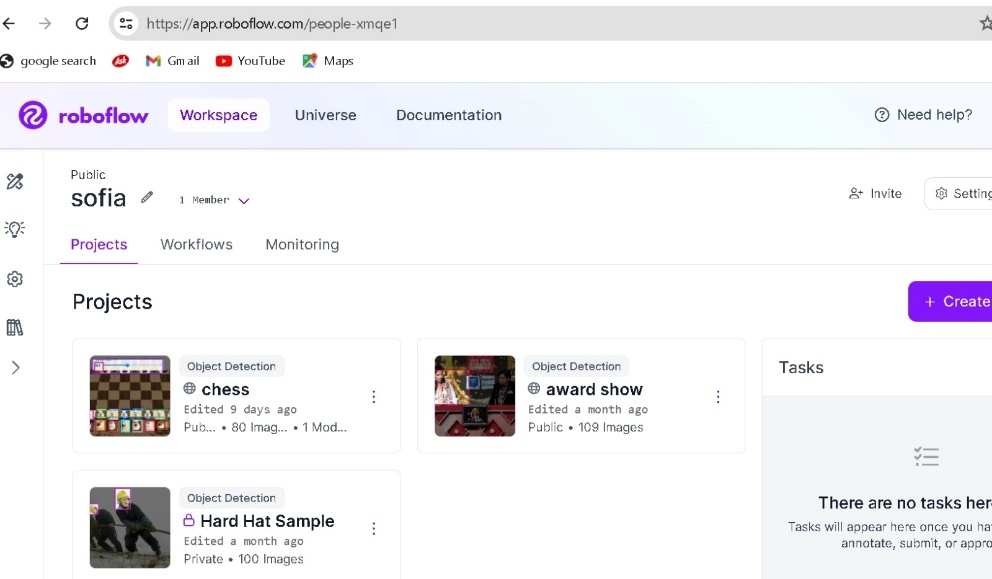 https://app.roboflow.com/people-xmqe1
google search Ask Gmail YouTube Maps
roboflow Workspace Universe Documentation Need help?
Public
sofia 1 Member Invite Setting
Projects Workflows Monitoring
Projects + Create
Object Detection
chess
Edited 9 days ago
Pub... • 80 Imag... • 1 Mod...
Object Detection
award show
Edited a month ago
Public • 109 Images
Tasks
There are no tasks her
Tasks will appear here once you ha
annotate, submit, or appro
Object Detection
Hard Hat Sample
Edited a month ago
Private • 100 Images